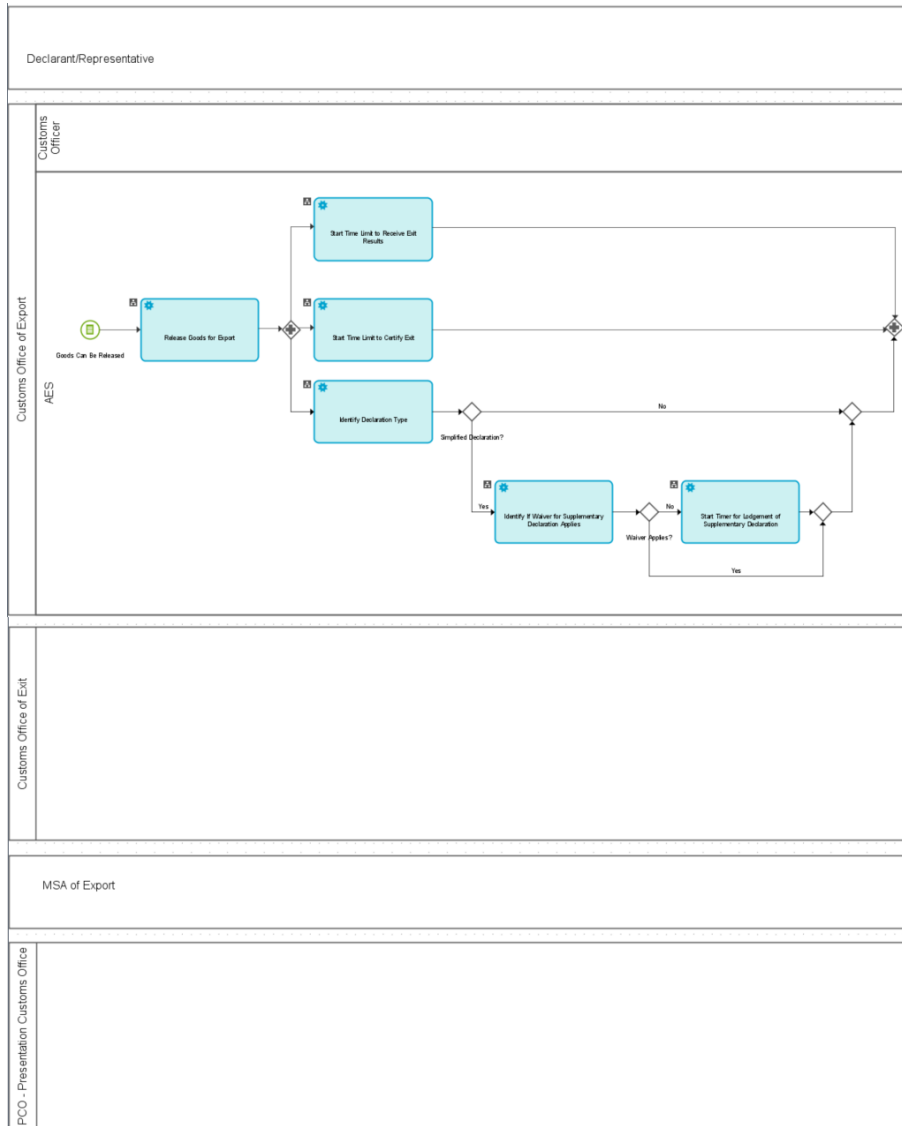 Declarant/Representative
Customs Office of Export
Customs
Officer
AES
Start Time Limit to Receive Exit
Results
Goods Can Be Released
Release Goods for Export
Start Time Limit to Certify Exit
Identify Declaration Type
Simplified Declaration?
No
Yes
Identify If Waiver for Supplementary
Declaration Applies
Waiver Applies?
No
Start Timer for Lodgement of
Supplementary Declaration
Yes
Customs Office of Exit
MSA of Export
PCO - Presentation Customs Office